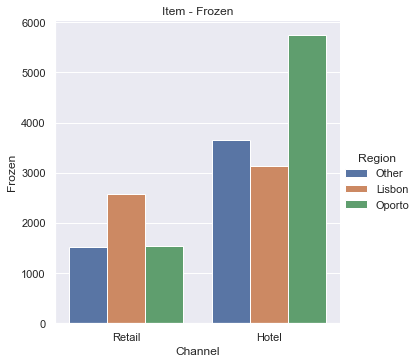 Item - Frozen
6000
5000
4000
3000
2000
1000
0
Frozen
Retail
Hotel
Channel
Region
Other
Lisbon
Oporto